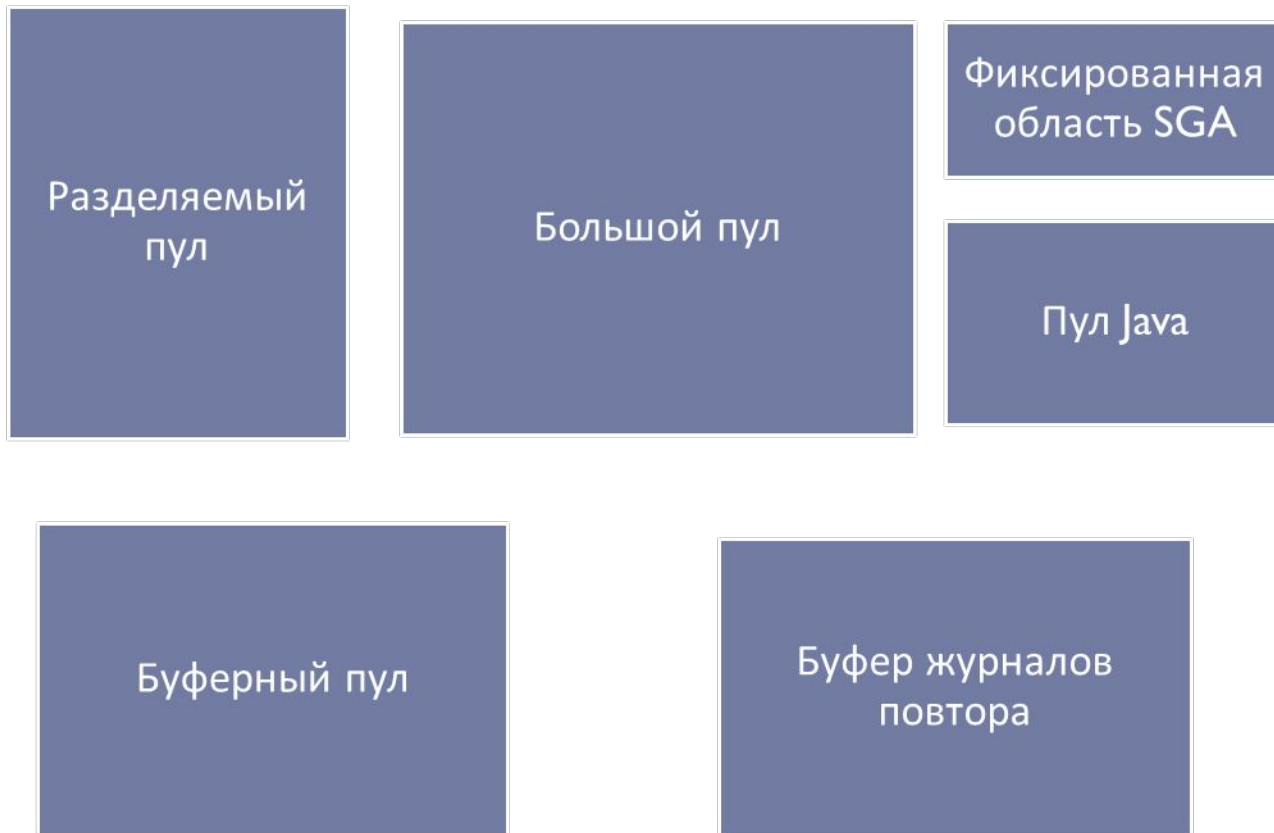 Разделяемый
пул
Большой пул
Фиксированная
область SGA
Пул Java
Буферный пул
Буфер журналов
повтора